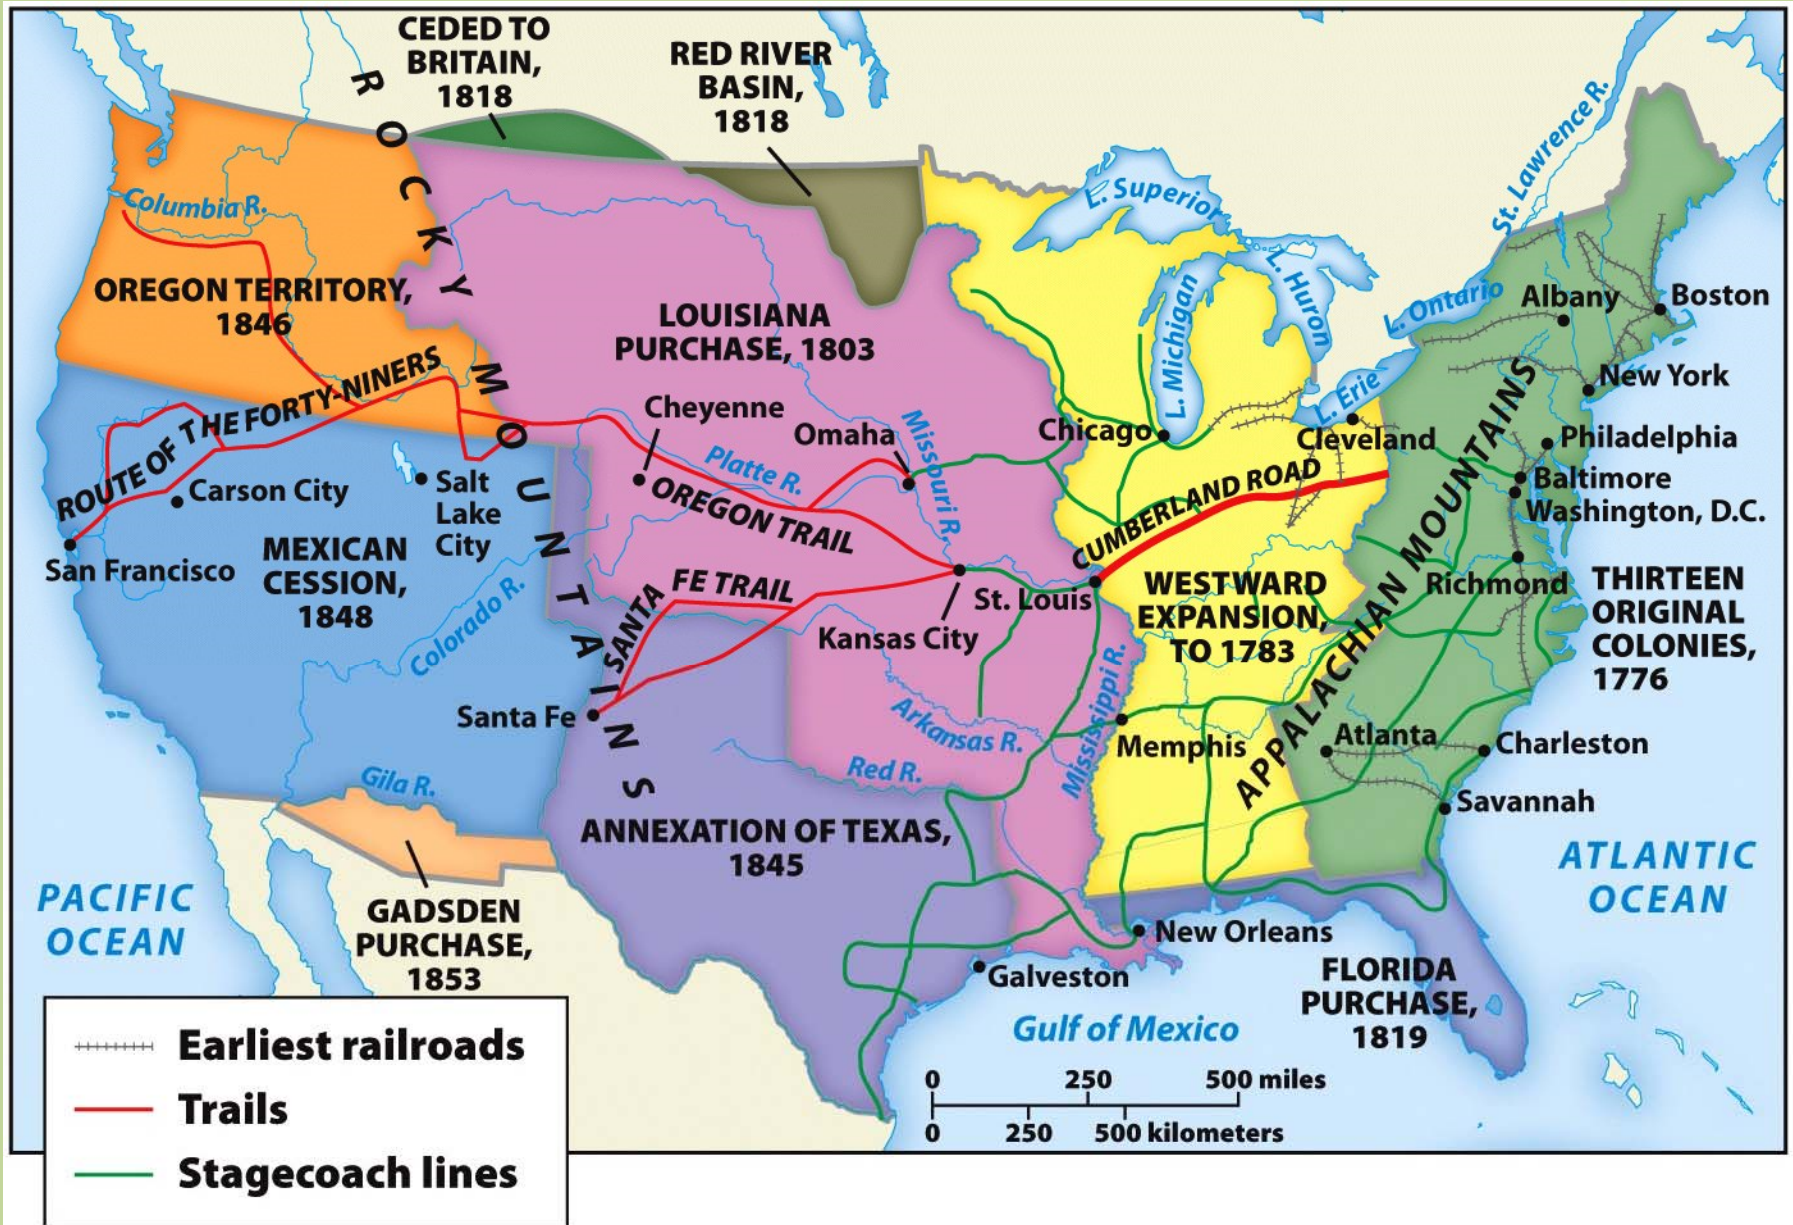 CEDED TO
BRITAIN,
1818
RED RIVER
BASIN,
1818
ROCKY MOUNTAINS
St. Lawrence R.
Columbia R.
L. Superior
L. Huron
L. Michigan
L. Ontario
L. Erie
Albany
Boston
New York
OREGON TERRITORY,
1846
LOUISIANA
PURCHASE, 1803
ROUTE OF THE FORTY-NINERS
Cheyenne
Omaha
Missouri R.
Chicago
Cleveland
Philadelphia
Baltimore
Washington, D.C.
Platte R.
OREGON TRAIL
CUMBERLAND ROAD
APPALACHIAN MOUNTAINS
Carson City
Salt
Lake
City
San Francisco
MEXICAN
CESSION,
1848
Colorado R.
SANTA FE TRAIL
St. Louis
Kansas City
WESTWARD
EXPANSION,
TO 1783
Richmond
THIRTEEN
ORIGINAL
COLONIES,
1776
Santa Fe
Arkansas R.
Mississippi R.
Memphis
Atlanta
Charleston
Savannah
Gila R.
Red R.
ANNEXATION OF TEXAS,
1845
PACIFIC
OCEAN
ATLANTIC
OCEAN
GADSDEN
PURCHASE,
1853
New Orleans
Galveston
FLORIDA
PURCHASE,
1819
Gulf of Mexico
0 250 500 miles
0 250 500 kilometers
Earliest railroads
Trails
Stagecoach lines